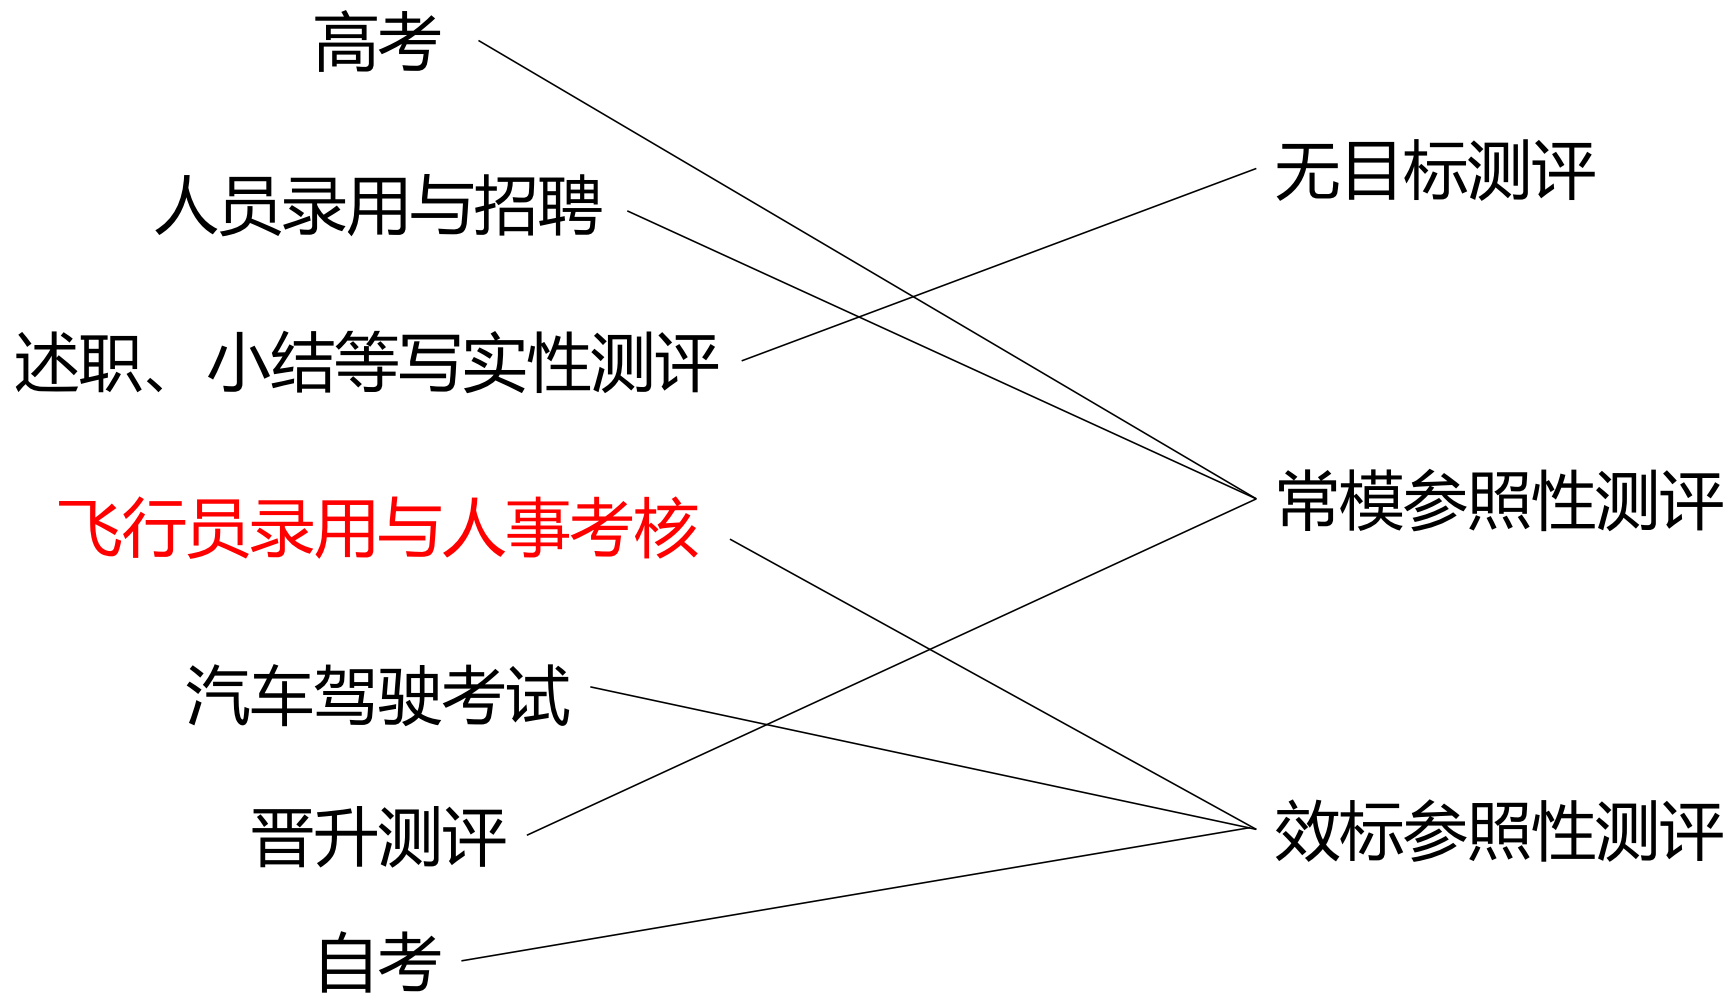 高考
人员录用与招聘
述职、小结等写实性测评
飞行员录用与人事考核
汽车驾驶考试
晋升测评
自考
无目标测评
常模参照性测评
效标参照性测评